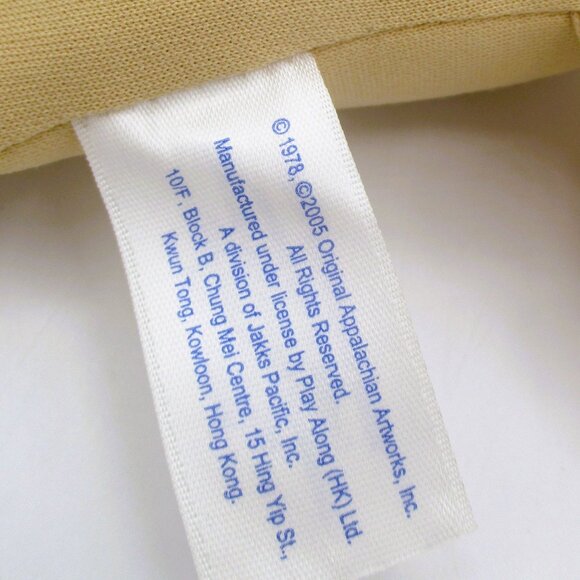 © 1978, ©2005 Original Appalachian Artworks, Inc.
All Rights Reserved.
Manufactured under license by Play Along (HK) Ltd.
A division of Jakks Pacific, Inc.
10/F, Block B, Chung Mei Centre, 15 Hing Yip St.,
Kwun Tong, Kowloon, Hong Kong.